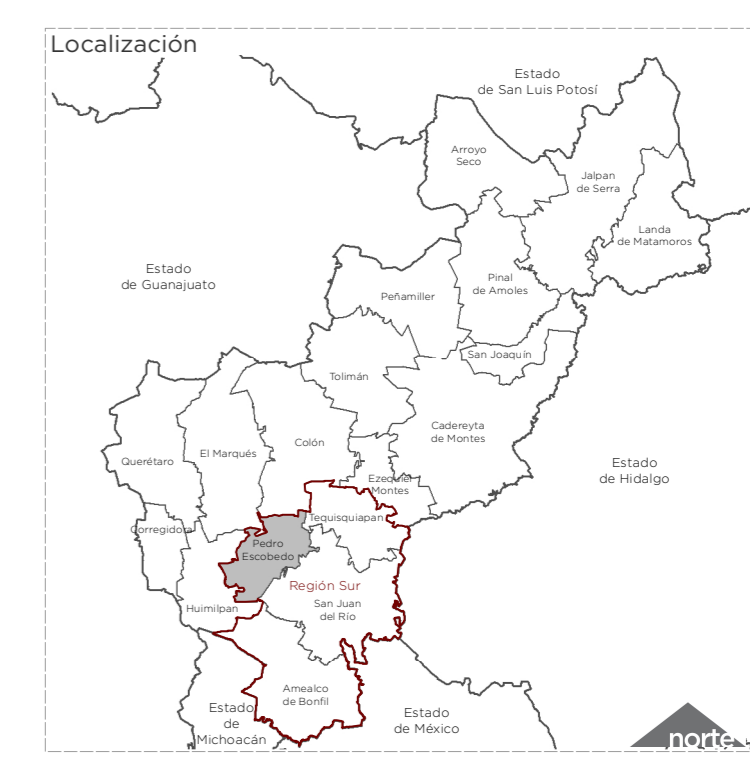 Localización
Estado
de San Luis Potosí
Arroyo
Seco
Jalpan
de Serra
Landa
de Matamoros
Estado
de Guanajuato
Pinal
de Amoles
Peñamiller
San Joaquín
Tolimán
Cadereyta
de Montes
Colón
El Marqués
Querétaro
Estado
de Hidalgo
Ezequiel
Montes
Tequisquiapan
Corregidora
Pedro
Escobedo
Región Sur
San Juan
del Río
Huimilpan
Amealco
de Bonfil
Estado
de
Michoacán
Estado
de México
norte